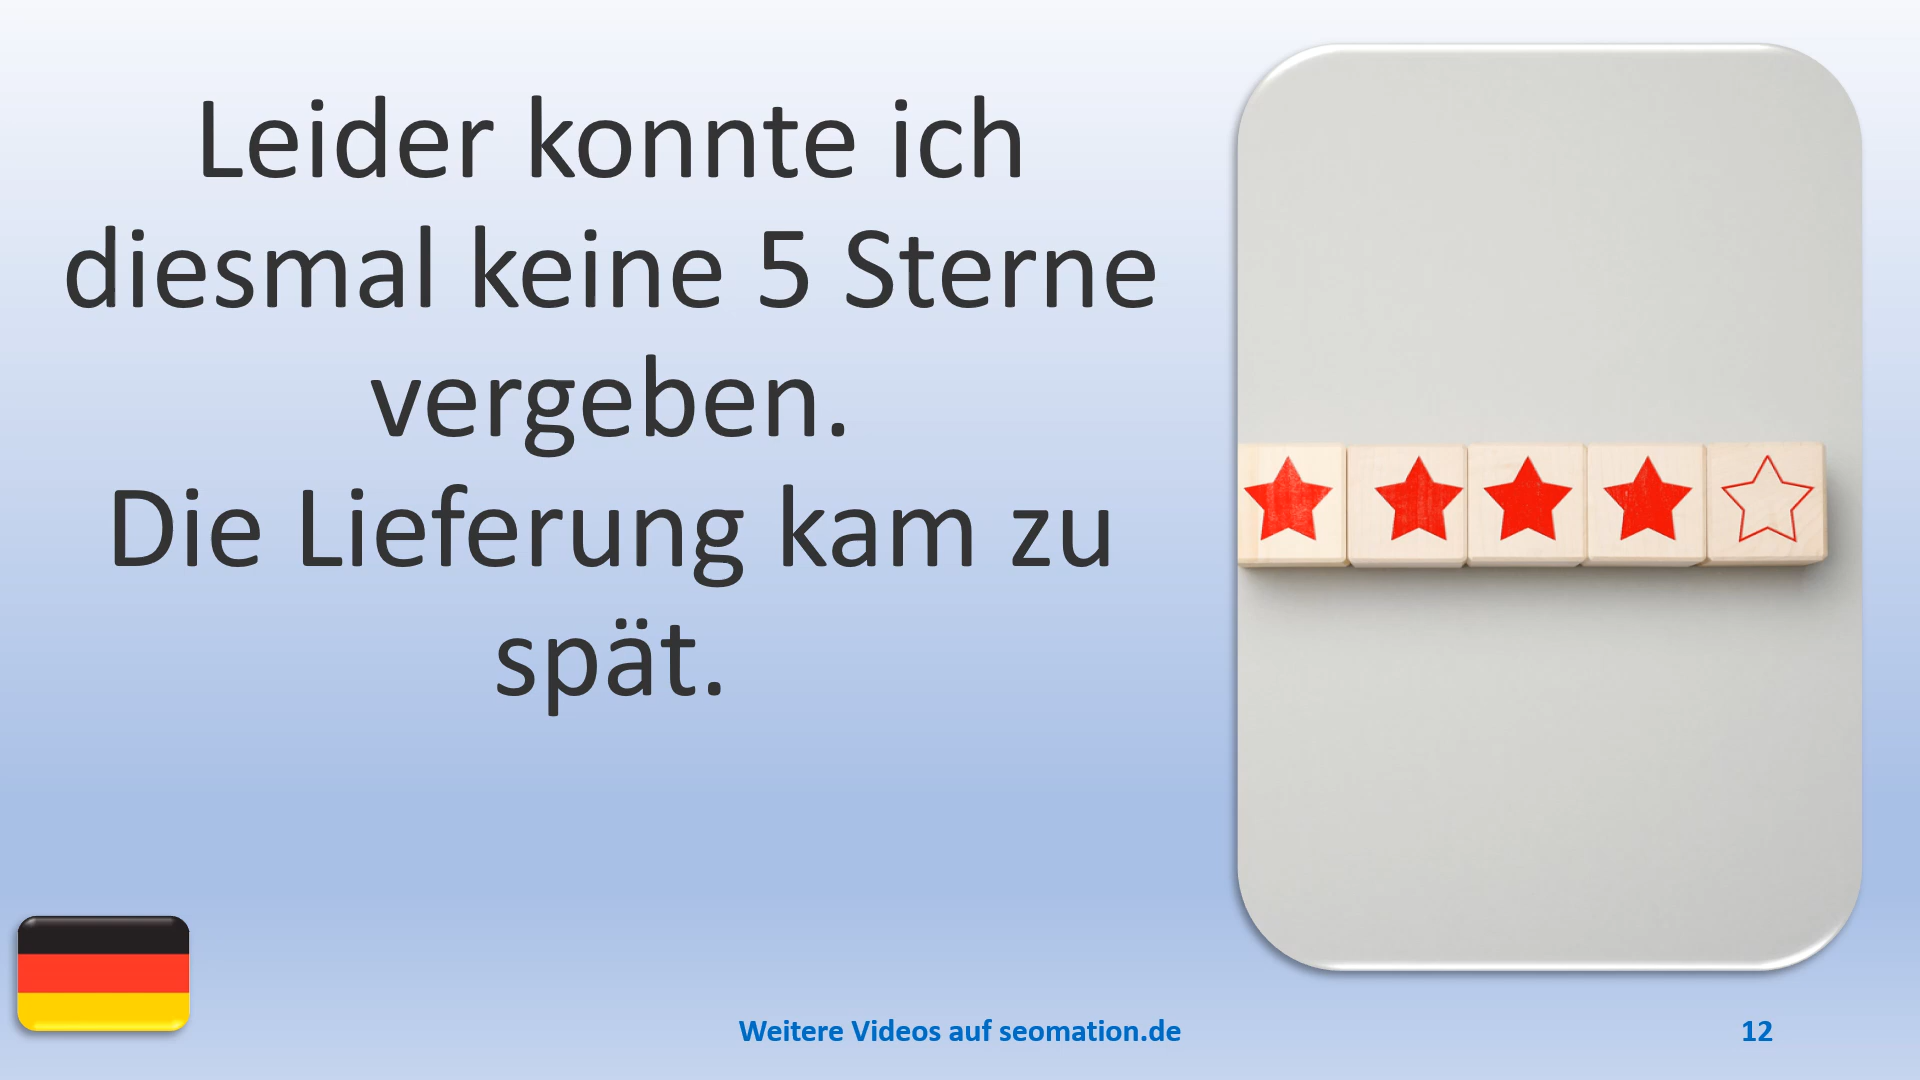 Leider konnte ich
diesmal keine 5 Sterne
vergeben.
Die Lieferung kam zu
spät.
Weitere Videos auf seomation.de
12